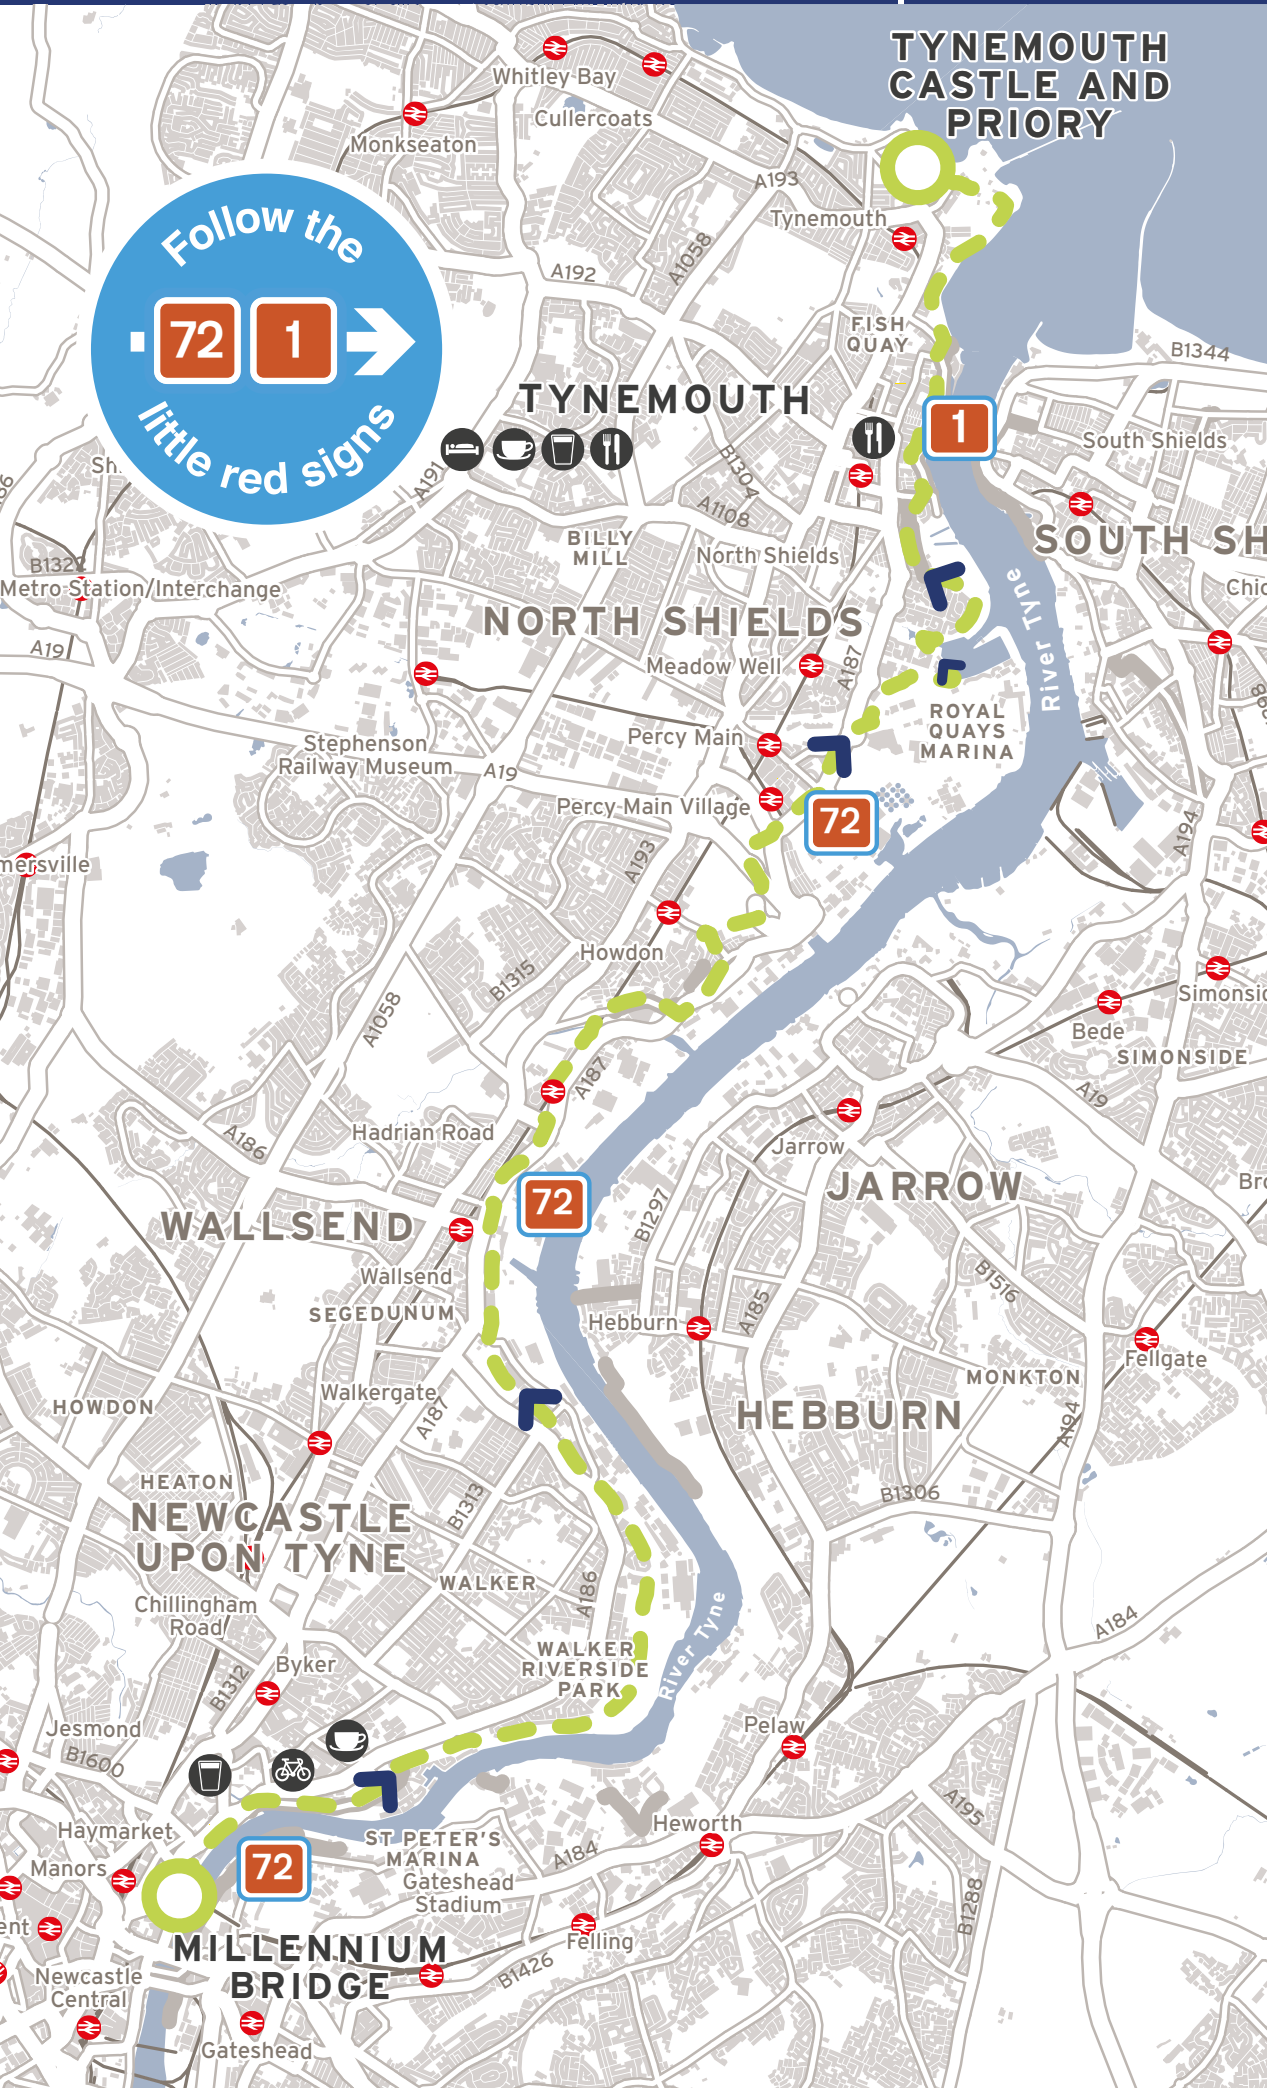 TYNEMOUTH
CASTLE AND
PRIORY
Whitley Bay
Cullercoats
Monkseaton
A193
Tynemouth
A1058
A192
Follow the
72 1
little red signs
FISH
QUAY
B1344
TYNEMOUTH
1
South Shields
A191
B1304
A1108
BILLY
MILL
North Shields
SOUTH SH
B1322
Metro Station/Interchange
Chic
River Tyne
NORTH SHIELDS
A19
Meadow Well
A187
ROYAL
QUAYS
MARINA
Percy Main
Stephenson
Railway Museum
A19
Percy Main Village
72
A194
A193
mersville
Howdon
B1315
Simonsid
A1058
Bede
SIMONSIDE
A187
A19
Hadrian Road
A186
Jarrow
JARROW
Bro
72
B1297
WALLSEND
Wallsend
SEGEDUNUM
B1516
A185
Hebburn
Fellgate
Walkergate
MONKTON
HOWDON
A187
HEBBURN
A194
HEATON
B1306
B1313
NEWCASTLE
UPON TYNE
WALKER
A186
Chillingham
Road
River Tyne
A184
WALKER
RIVERSIDE
PARK
Byker
B1312
Jesmond
B1600
Pelaw
A195
Haymarket
Heworth
ST PETER'S
MARINA
A184
Manors
72
Gateshead
Stadium
B1288
ent
Felling
MILLENNIUM
BRIDGE
B1426
Newcastle
Central
Gateshead